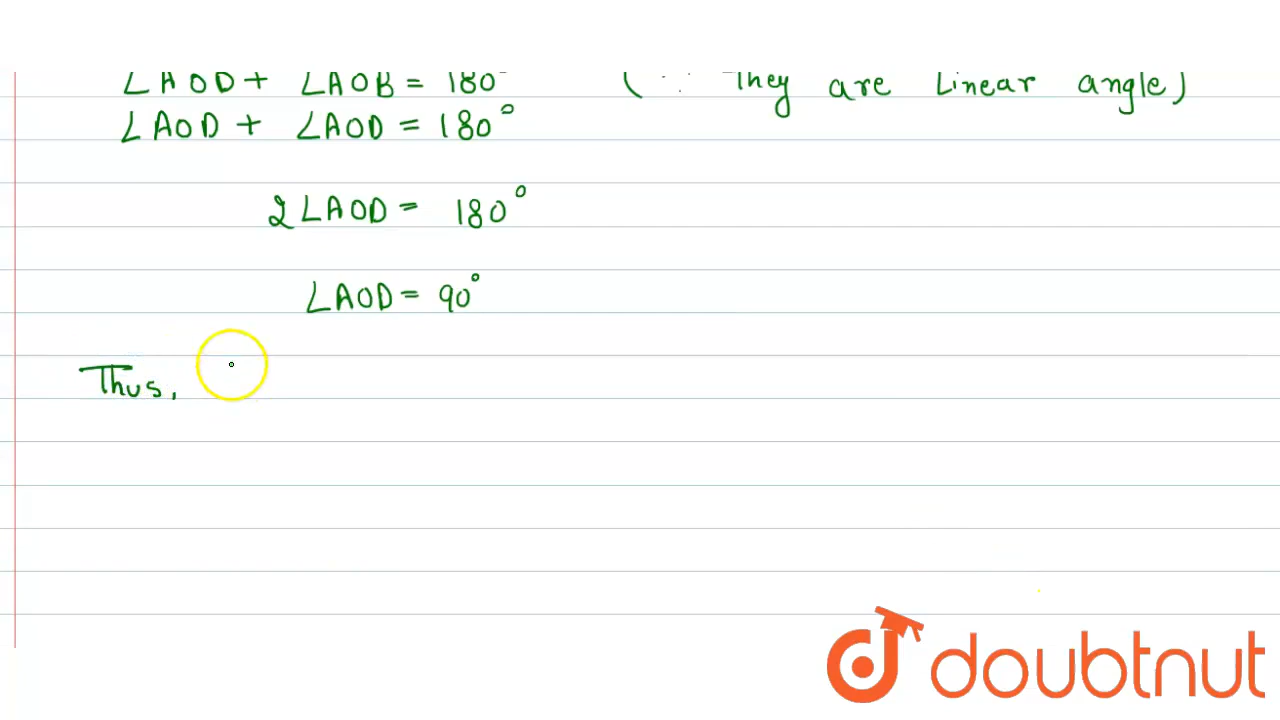 ∠AOD + ∠AOB = 180° (∵ They are Linear angle)
∠AOD + ∠AOD = 180°
2∠AOD = 180°
∠AOD = 90°
Thus,
doubtnut